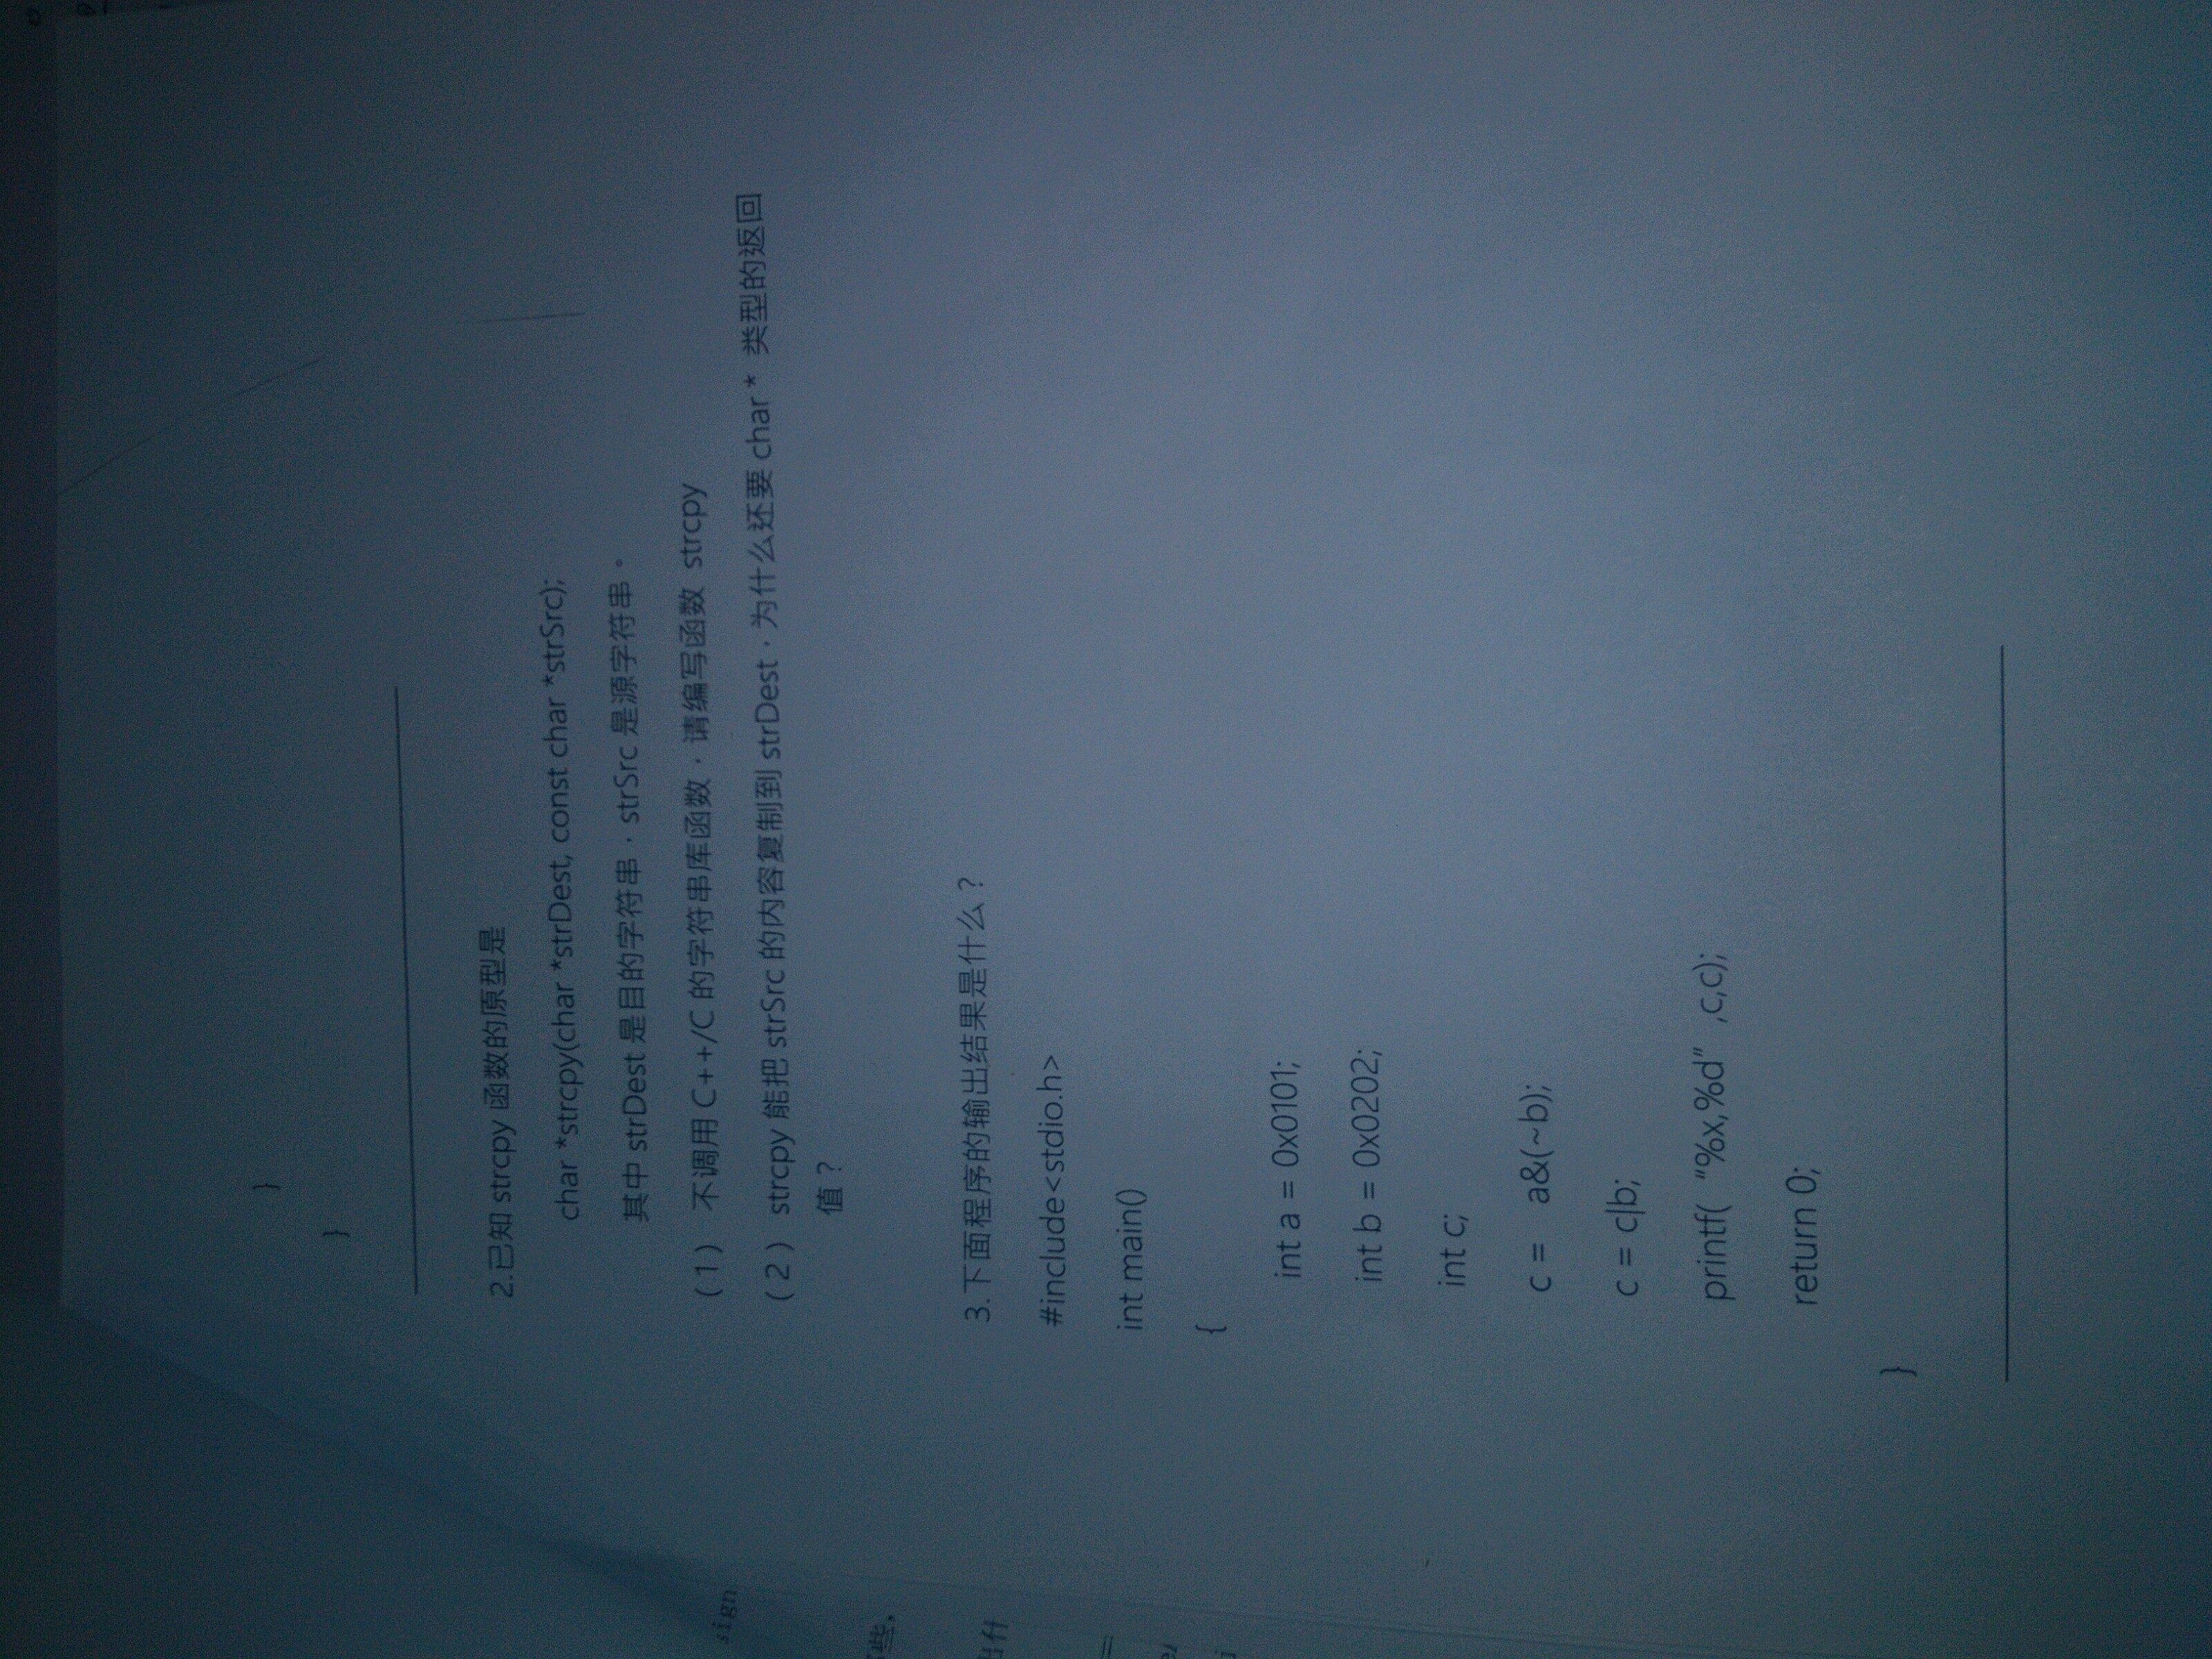 }
}
2.已知 strcpy 函数的原型是
char *strcpy(char *strDest, const char *strSrc);
其中 strDest 是目的字符串，strSrc 是源字符串。
（1） 不调用 C++/C 的字符串库函数，请编写函数 strcpy
（2） strcpy 能把 strSrc 的内容复制到 strDest，为什么还要 char * 类型的返回
值？
3.下面程序的输出结果是什么？
#include<stdio.h>
int main()
{
int a = 0x0101;
int b = 0x0202;
int c;
c = a&(~b);
c = c|b;
printf( “%x,%d” ,c,c);
return 0;
}
sign
些，